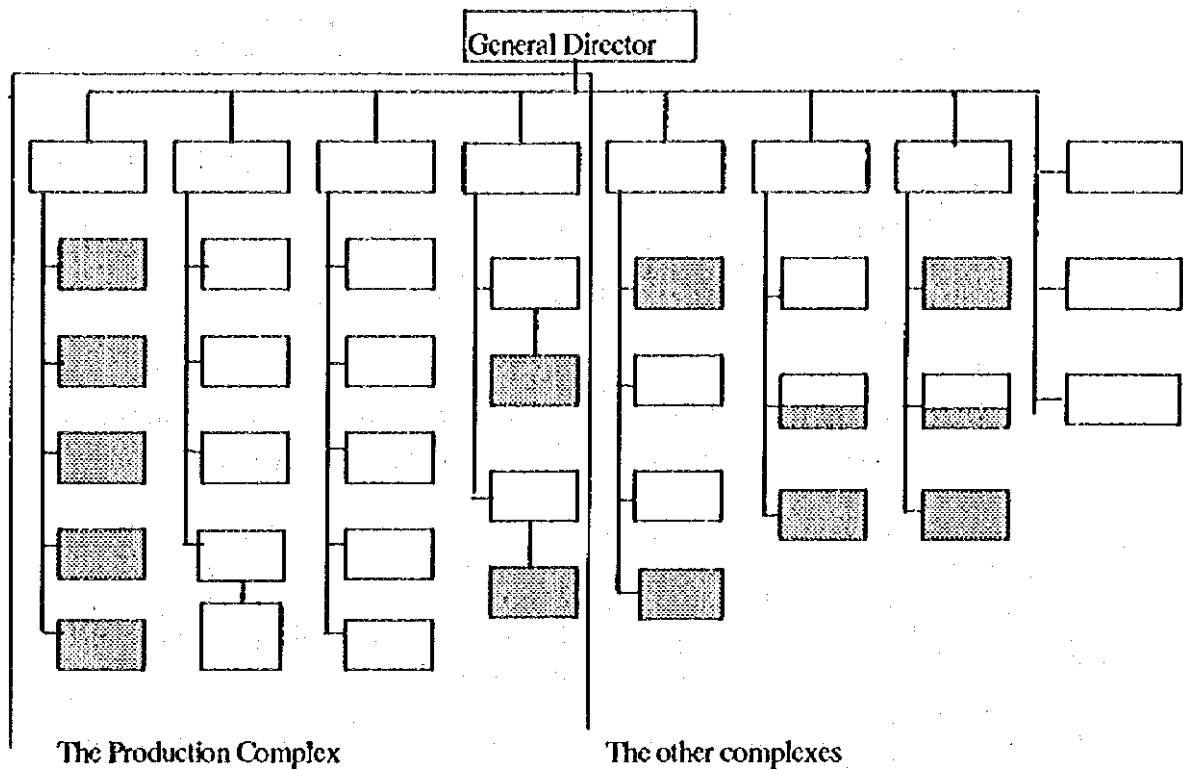 General Director
The Production Complex
The other complexes